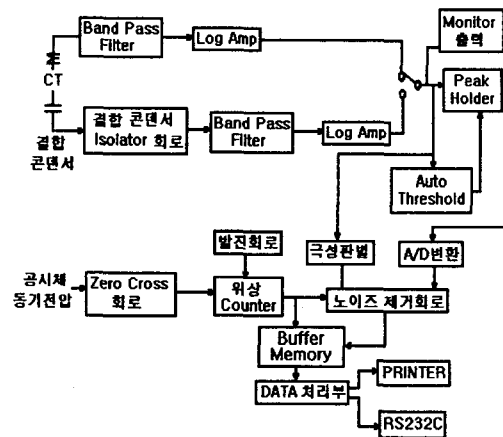 Band Pass
Filter
Log Amp
Monitor
출력
CT
Peak
Holder
결합 콘덴서
Isolator 회로
Band Pass
Filter
Log Amp
결합
콘덴서
Auto
Threshold
발진회로
극성판별
A/D변환
공시체
동기전압
Zero Cross
회로
위상
Counter
노이즈 제거회로
Buffer
Memory
DATA 처리부
PRINTER
RS232C